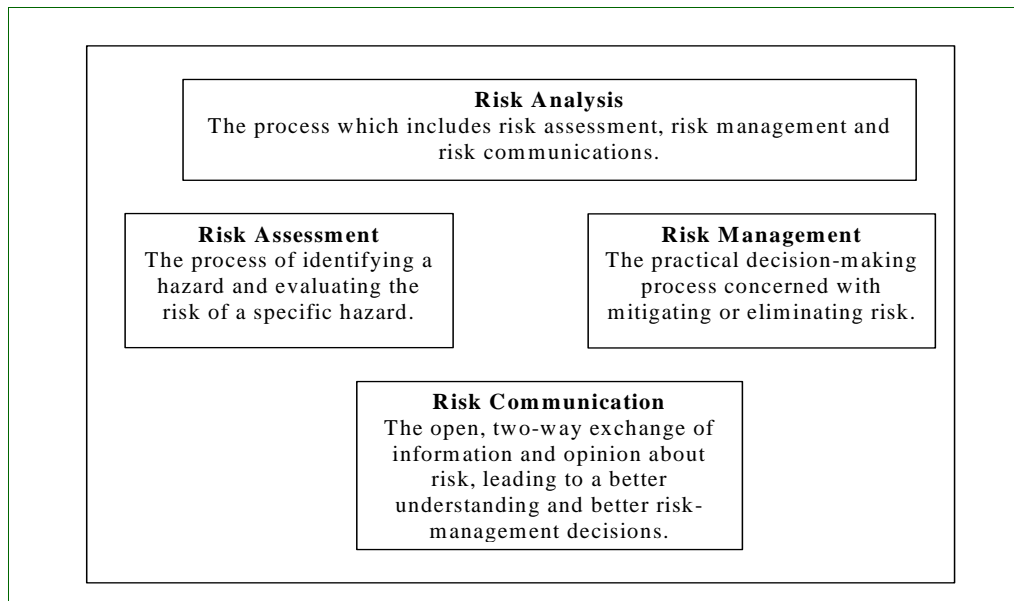 Risk Analysis
The process which includes risk assessment, risk management and
risk communications.
Risk Assessment
The process of identifying a
hazard and evaluating the
risk of a specific hazard.
Risk Management
The practical decision-making
process concerned with
mitigating or eliminating risk.
Risk Communication
The open, two-way exchange of
information and opinion about
risk, leading to a better
understanding and better risk-
management decisions.